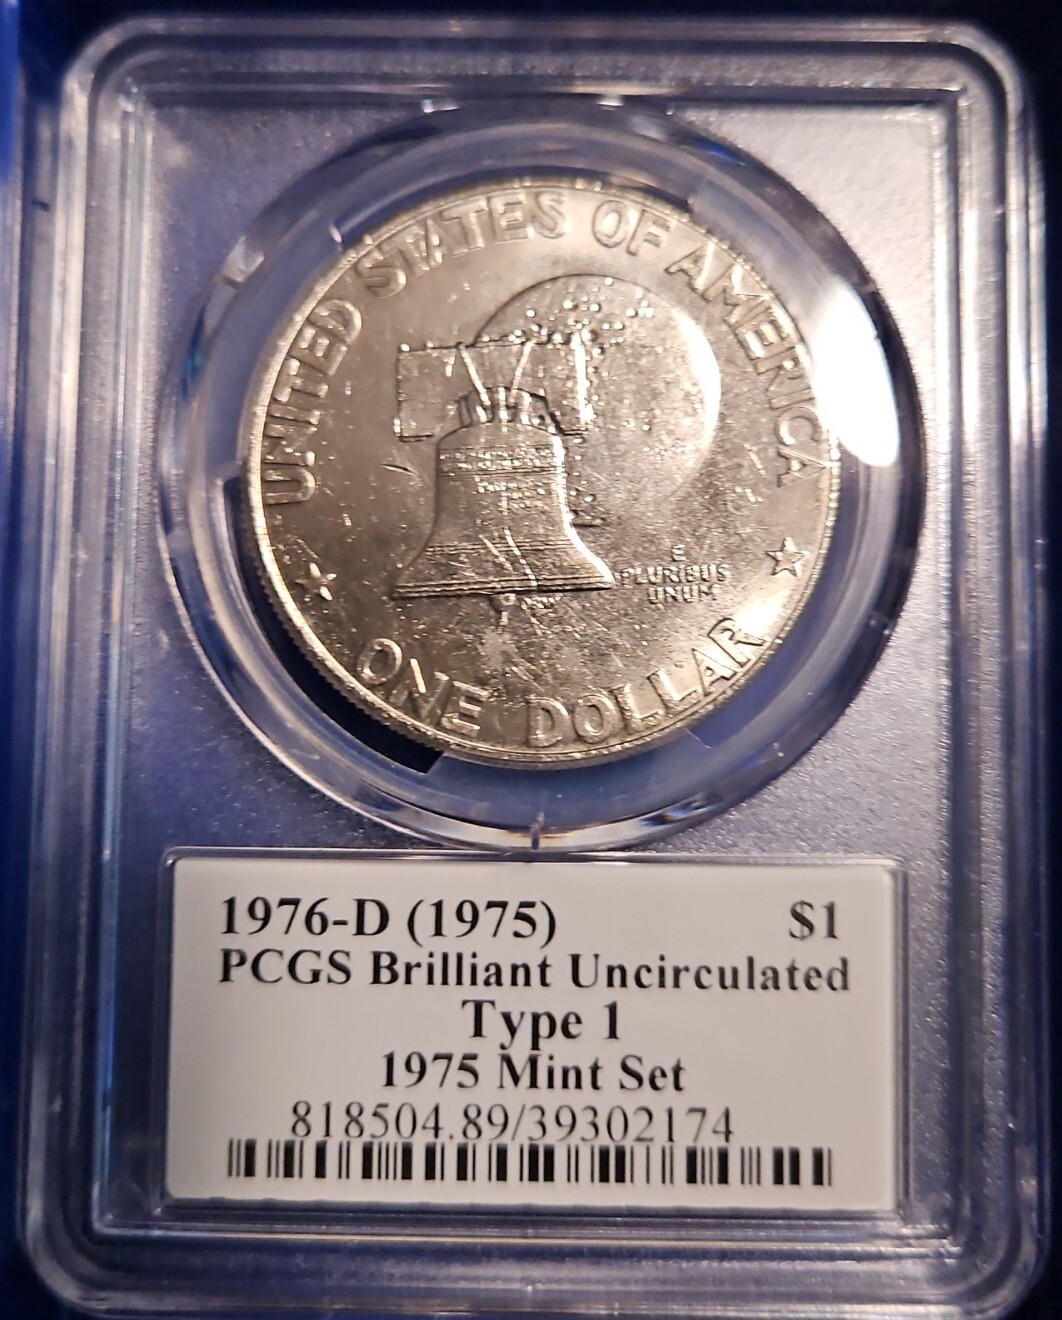 UNITED STATES OF AMERICA
E
PLURIBUS
UNUM
ONE DOLLAR
1976-D (1975) $1
PCGS Brilliant Uncirculated
Type 1
1975 Mint Set
818504.89/39302174